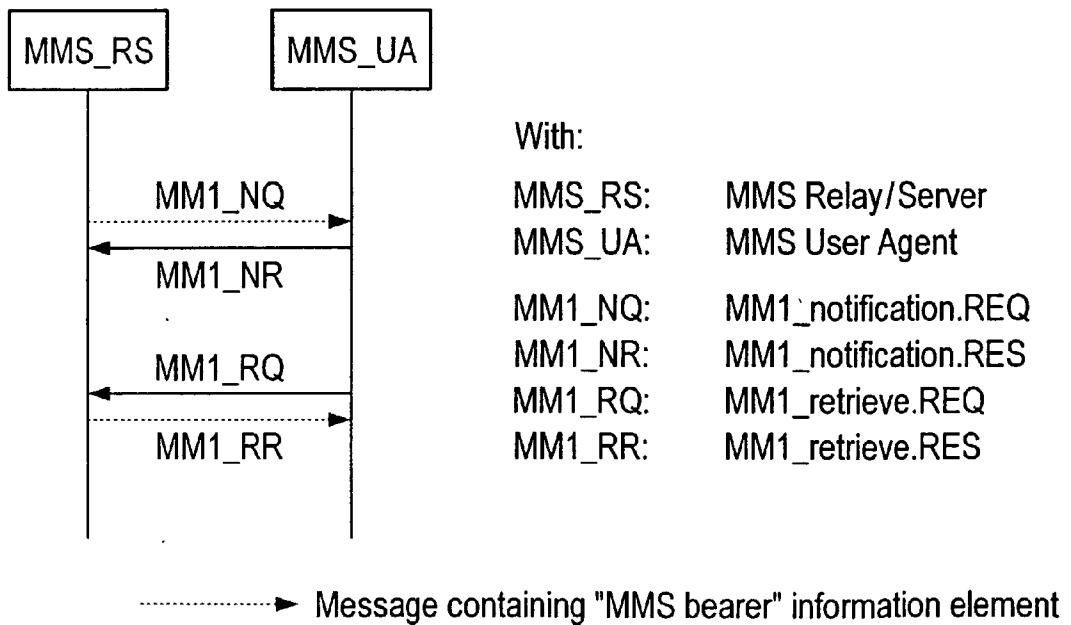 MMS_RS
MMS_UA
MM1_NQ
MM1_NR
MM1_RQ
MM1_RR
With:
MMS_RS: MMS Relay/Server
MMS_UA: MMS User Agent
MM1_NQ: MM1_notification.REQ
MM1_NR: MM1_notification.RES
MM1_RQ: MM1_retrieve.REQ
MM1_RR: MM1_retrieve.RES
Message containing "MMS bearer" information element